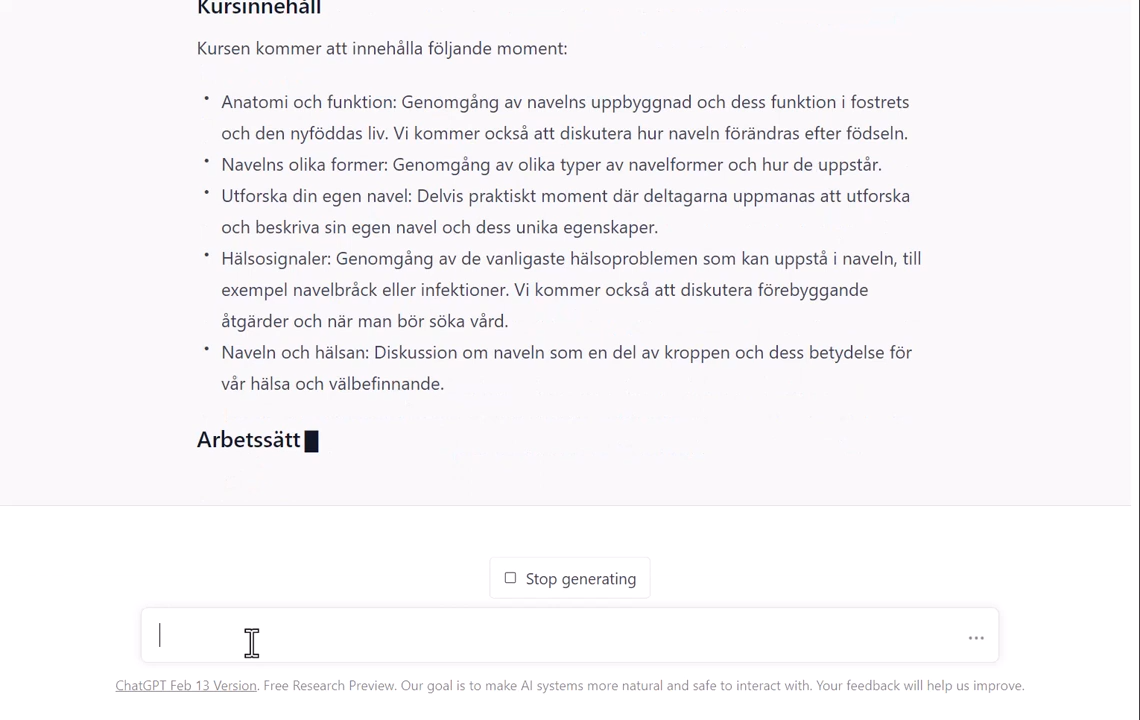 Kursinnehåll
Kursen kommer att innehålla följande moment:
• Anatomi och funktion: Genomgång av navelns uppbyggnad och dess funktion i fostrets
och den nyföddas liv. Vi kommer också att diskutera hur naveln förändras efter födseln.
• Navelns olika former: Genomgång av olika typer av navelformer och hur de uppstår.
• Utforska din egen navel: Delvis praktiskt moment där deltagarna uppmanas att utforska
och beskriva sin egen navel och dess unika egenskaper.
• Hälsosignaler: Genomgång av de vanligaste hälsoproblemen som kan uppstå i naveln, till
exempel navelbråck eller infektioner. Vi kommer också att diskutera förebyggande
åtgärder och när man bör söka vård.
• Naveln och hälsan: Diskussion om naveln som en del av kroppen och dess betydelse för
vår hälsa och välbefinnande.
Arbetssätt
Stop generating
ChatGPT Feb 13 Version. Free Research Preview. Our goal is to make AI systems more natural and safe to interact with. Your feedback will help us improve.